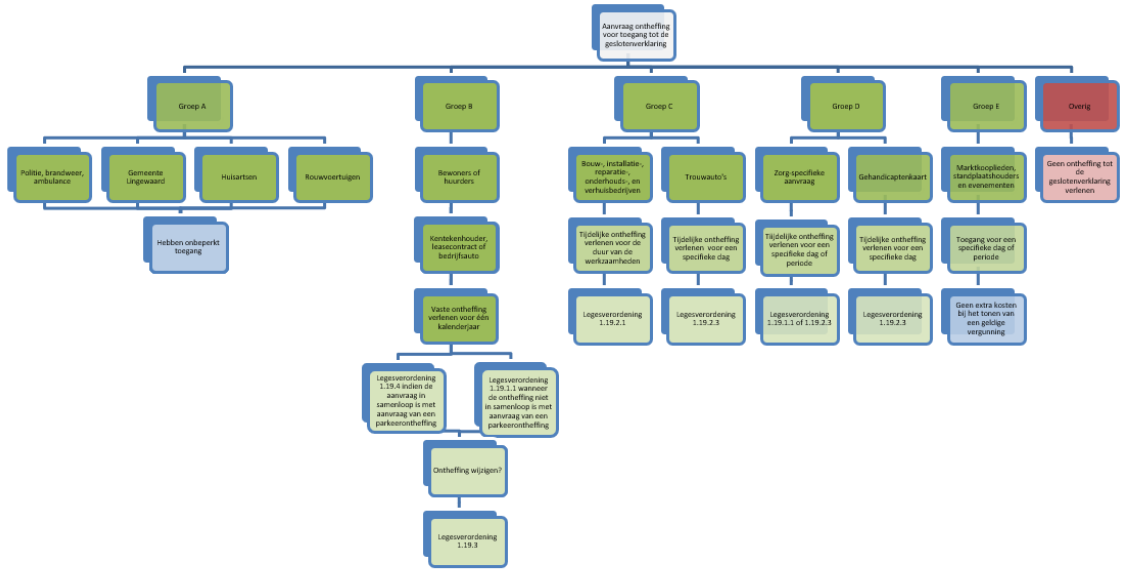 Aanvraag ontheffing
voor toegang tot de
geslotenverklaring
Groep A
Groep B
Groep C
Groep D
Groep E
Overig
Politie, brandweer,
ambulance
Gemeente
Lingewaard
Huisartsen
Rouwvoertuigen
Bewoners of
huurders
Bouw-, installatie-,
reparatie-,
onderhouds-, en
verhuisbedrijven
Trouwauto's
Zorg-specifieke
aanvraag
Gehandicaptenkaart
Marktkooplieden,
standplaatshouders
en evenementen
Geen ontheffing tot
de
geslotenverklaring
verlenen
Hebben onbeperkt
toegang
Kentekenhouder,
leasecontract of
bedrijfsauto
Tijdelijke ontheffing
verlenen voor de
duur van de
werkzaamheden
Tijdelijke ontheffing
verlenen voor een
specifieke dag
Tijdelijke ontheffing
verlenen voor een
specifieke dag of
periode
Tijdelijke ontheffing
verlenen voor een
specifieke dag
Toegang voor een
specifieke dag of
periode
Vaste ontheffing
verlenen voor één
kalenderjaar
Legesverordening
1.19.2.1
Legesverordening
1.19.2.3
Legesverordening
1.19.1.1 of 1.19.2.3
Legesverordening
1.19.2.3
Geen extra kosten
bij het tonen van
een geldige
vergunning
Legesverordening
1.19.4 indien de
aanvraag in
samenloop is met
aanvraag van een
parkeerontheffing
Legesverordening
1.19.1.1 wanneer
de ontheffing niet
in samenloop is met
aanvraag van een
parkeerontheffing
Ontheffing wijzigen?
Legesverordening
1.19.3